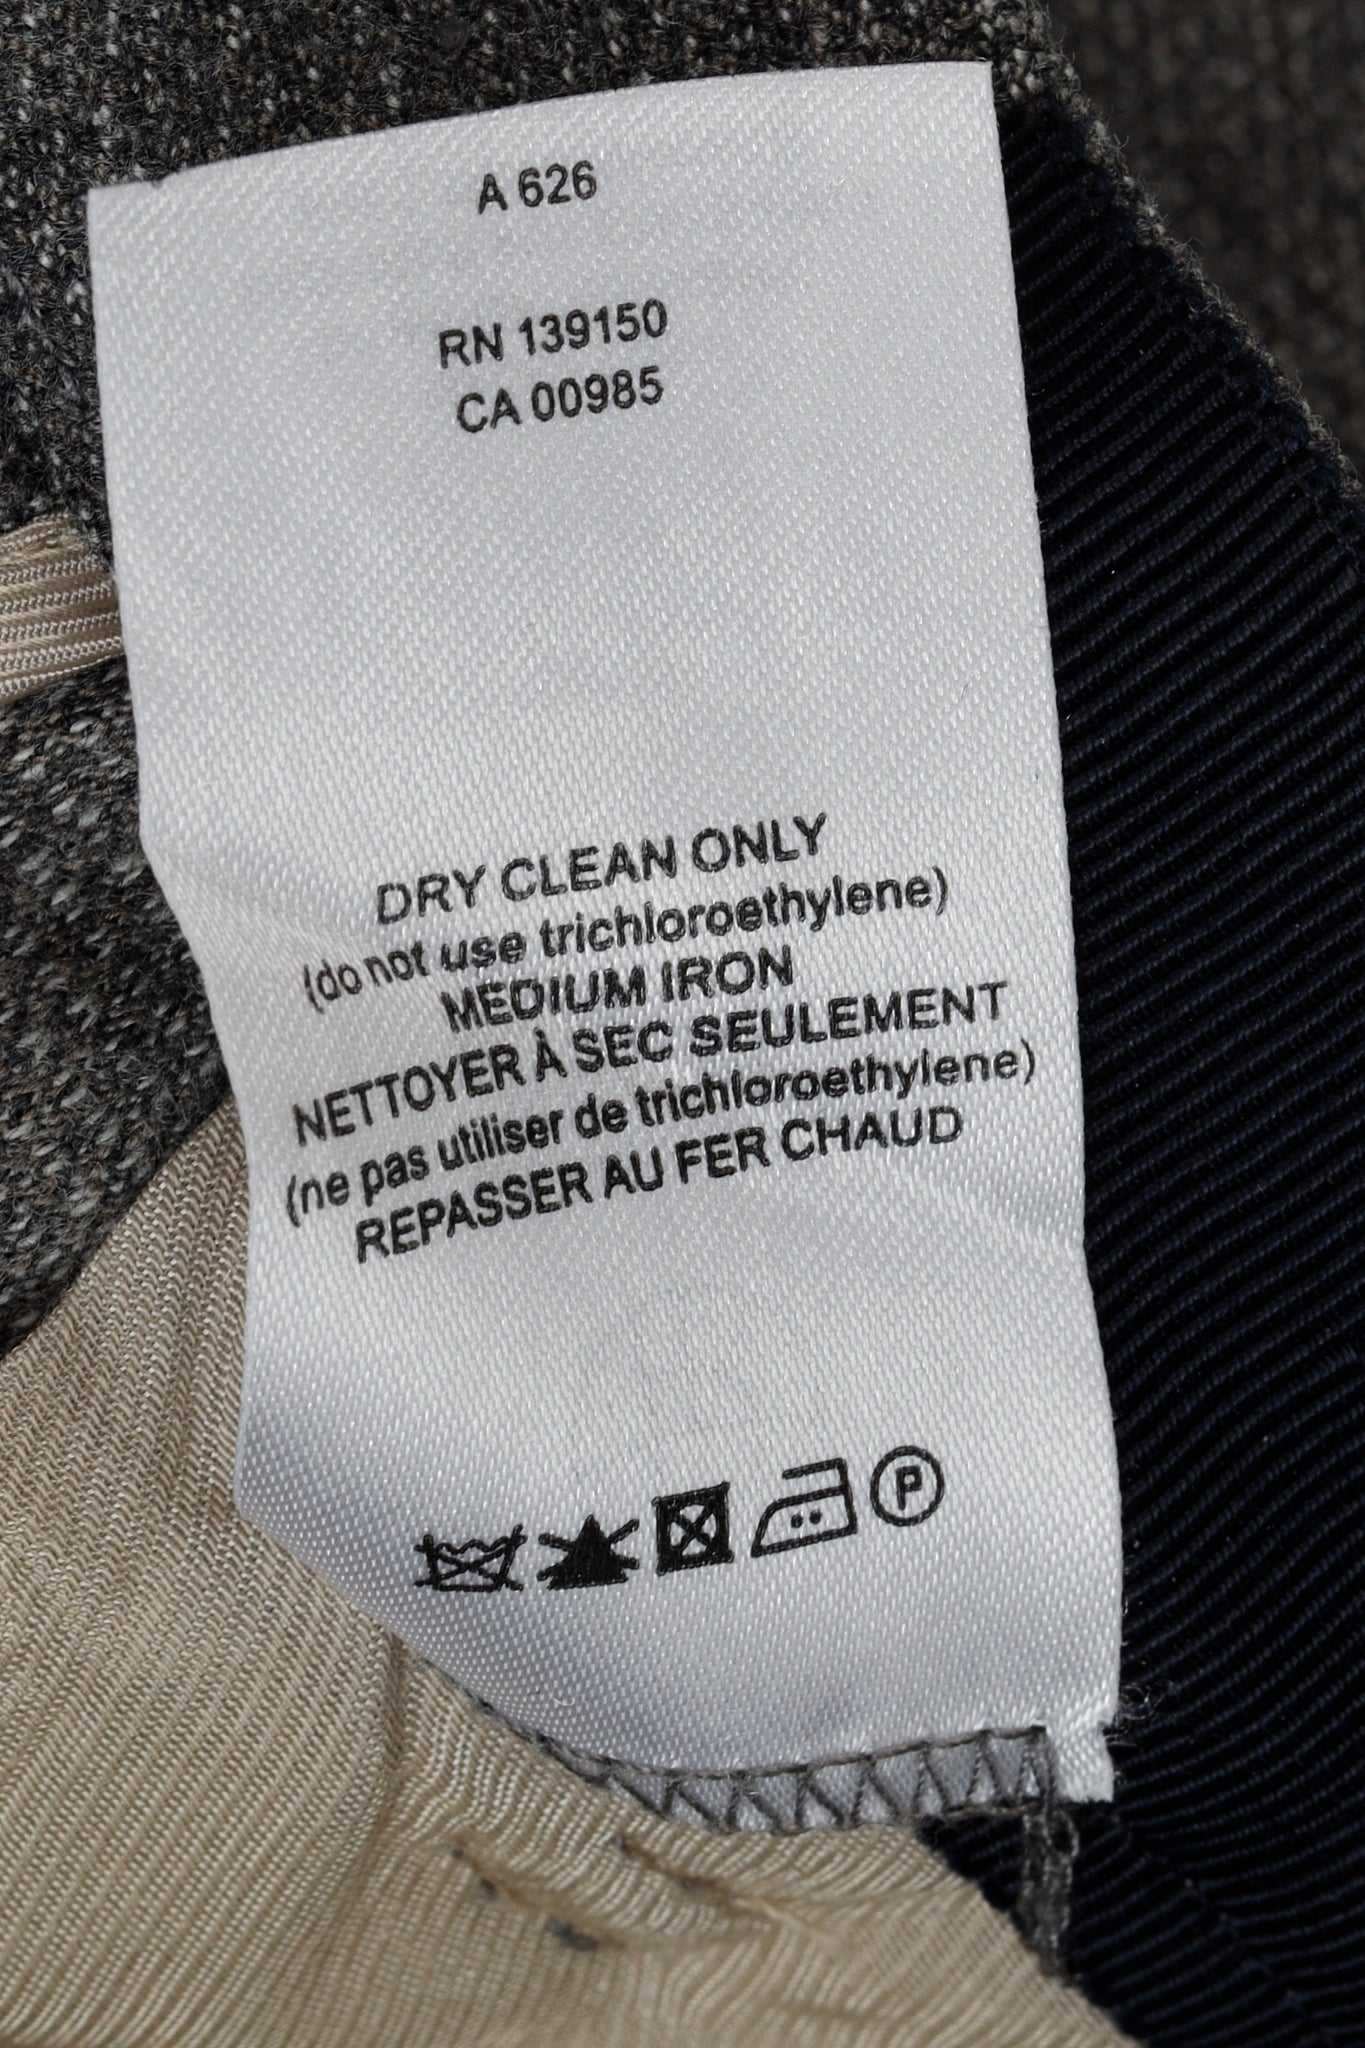 A 626
RN 139150
CA 00985
DRY CLEAN ONLY
(do not use trichloroethylene)
MEDIUM IRON
NETTOYER À SEC SEULEMENT
(ne pas utiliser de trichloroethylene)
REPASSER AU FER CHAUD
P